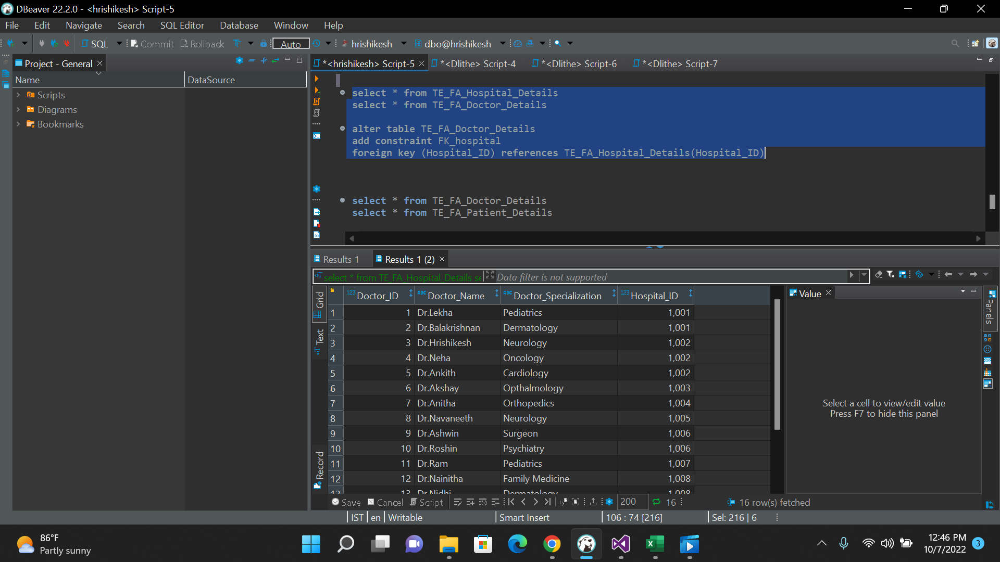 DBeaver 22.2.0 - <hrishikesh> Script-5
File Edit Navigate Search SQL Editor Database Window Help
SQL Commit Rollback Auto hrishikesh dbo@hrishikesh
Project - General
Name DataSource
Scripts
Diagrams
Bookmarks
*<hrishikesh> Script-5 *<Dlithe> Script-4 *<Dlithe> Script-6 *<Dlithe> Script-7
select * from TE_FA_Hospital_Details
select * from TE_FA_Doctor_Details
alter table TE_FA_Doctor_Details
add constraint FK_hospital
foreign key (Hospital_ID) references TE_FA_Hospital_Details(Hospital_ID)
select * from TE_FA_Doctor_Details
select * from TE_FA_Patient_Details
Results 1 Results 1 (2)
select * from TE_FA_Hospital_Details se Data filter is not supported
Grid
Text
Record
123 Doctor_ID ABC Doctor_Name ABC Doctor_Specialization 123 Hospital_ID
1 1 Dr.Lekha Pediatrics 1,001
2 2 Dr.Balakrishnan Dermatology 1,001
3 3 Dr.Hrishikesh Neurology 1,002
4 4 Dr.Neha Oncology 1,002
5 5 Dr.Ankith Cardiology 1,002
6 6 Dr.Akshay Opthalmology 1,003
7 7 Dr.Anitha Orthopedics 1,004
8 8 Dr.Navaneeth Neurology 1,005
9 9 Dr.Ashwin Surgeon 1,006
10 10 Dr.Roshin Psychiatry 1,006
11 11 Dr.Ram Pediatrics 1,007
12 12 Dr.Nainitha Family Medicine 1,008
13 13 Dr.Nidhi Dermatology 1,008
Value
Select a cell to view/edit value
Press F7 to hide this panel
Panels
Save Cancel Script 200 16 16 row(s) fetched
IST en Writable Smart Insert 106 : 74 [216] Sel: 216 | 6
86°F
Partly sunny
12:46 PM
10/7/2022
3